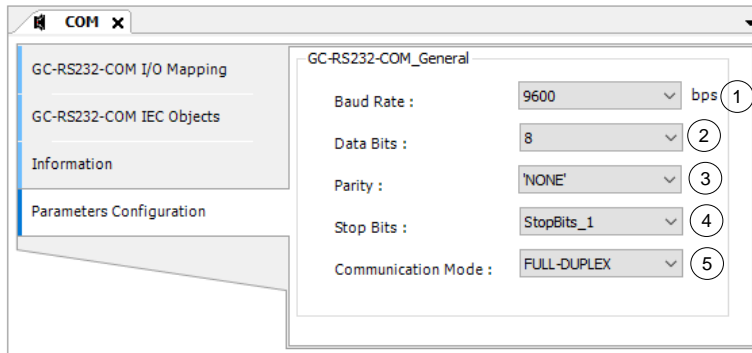 COM
GC-RS232-COM I/O Mapping
GC-RS232-COM IEC Objects
Information
Parameters Configuration
GC-RS232-COM_General
Baud Rate : 9600 bps 1
Data Bits : 8 2
Parity : 'NONE' 3
Stop Bits : StopBits_1 4
Communication Mode : FULL-DUPLEX 5